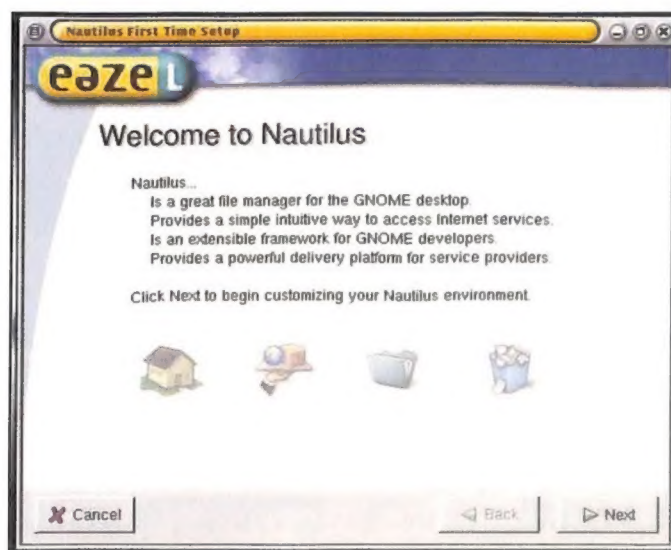 Nautilus First Time Setup
eazel
Welcome to Nautilus
Nautilus...
Is a great file manager for the GNOME desktop.
Provides a simple intuitive way to access Internet services.
Is an extensible framework for GNOME developers.
Provides a powerful delivery platform for service providers.
Click Next to begin customizing your Nautilus environment.
Cancel
Back
Next